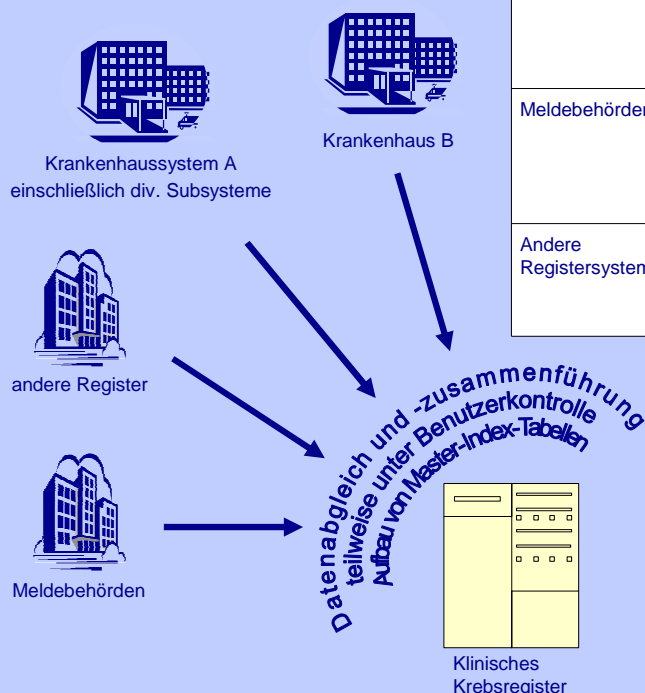 Krankenhaussystem A
einschließlich div. Subsysteme
Krankenhaus B
Meldebehörden
Andere
Registersystem
andere Register
Meldebehörden
Datenabgleich und -zusammenführung
teilweise unter Benutzerkontrolle
Aufbau von Master-Index-Tabellen
Klinisches
Krebsregister